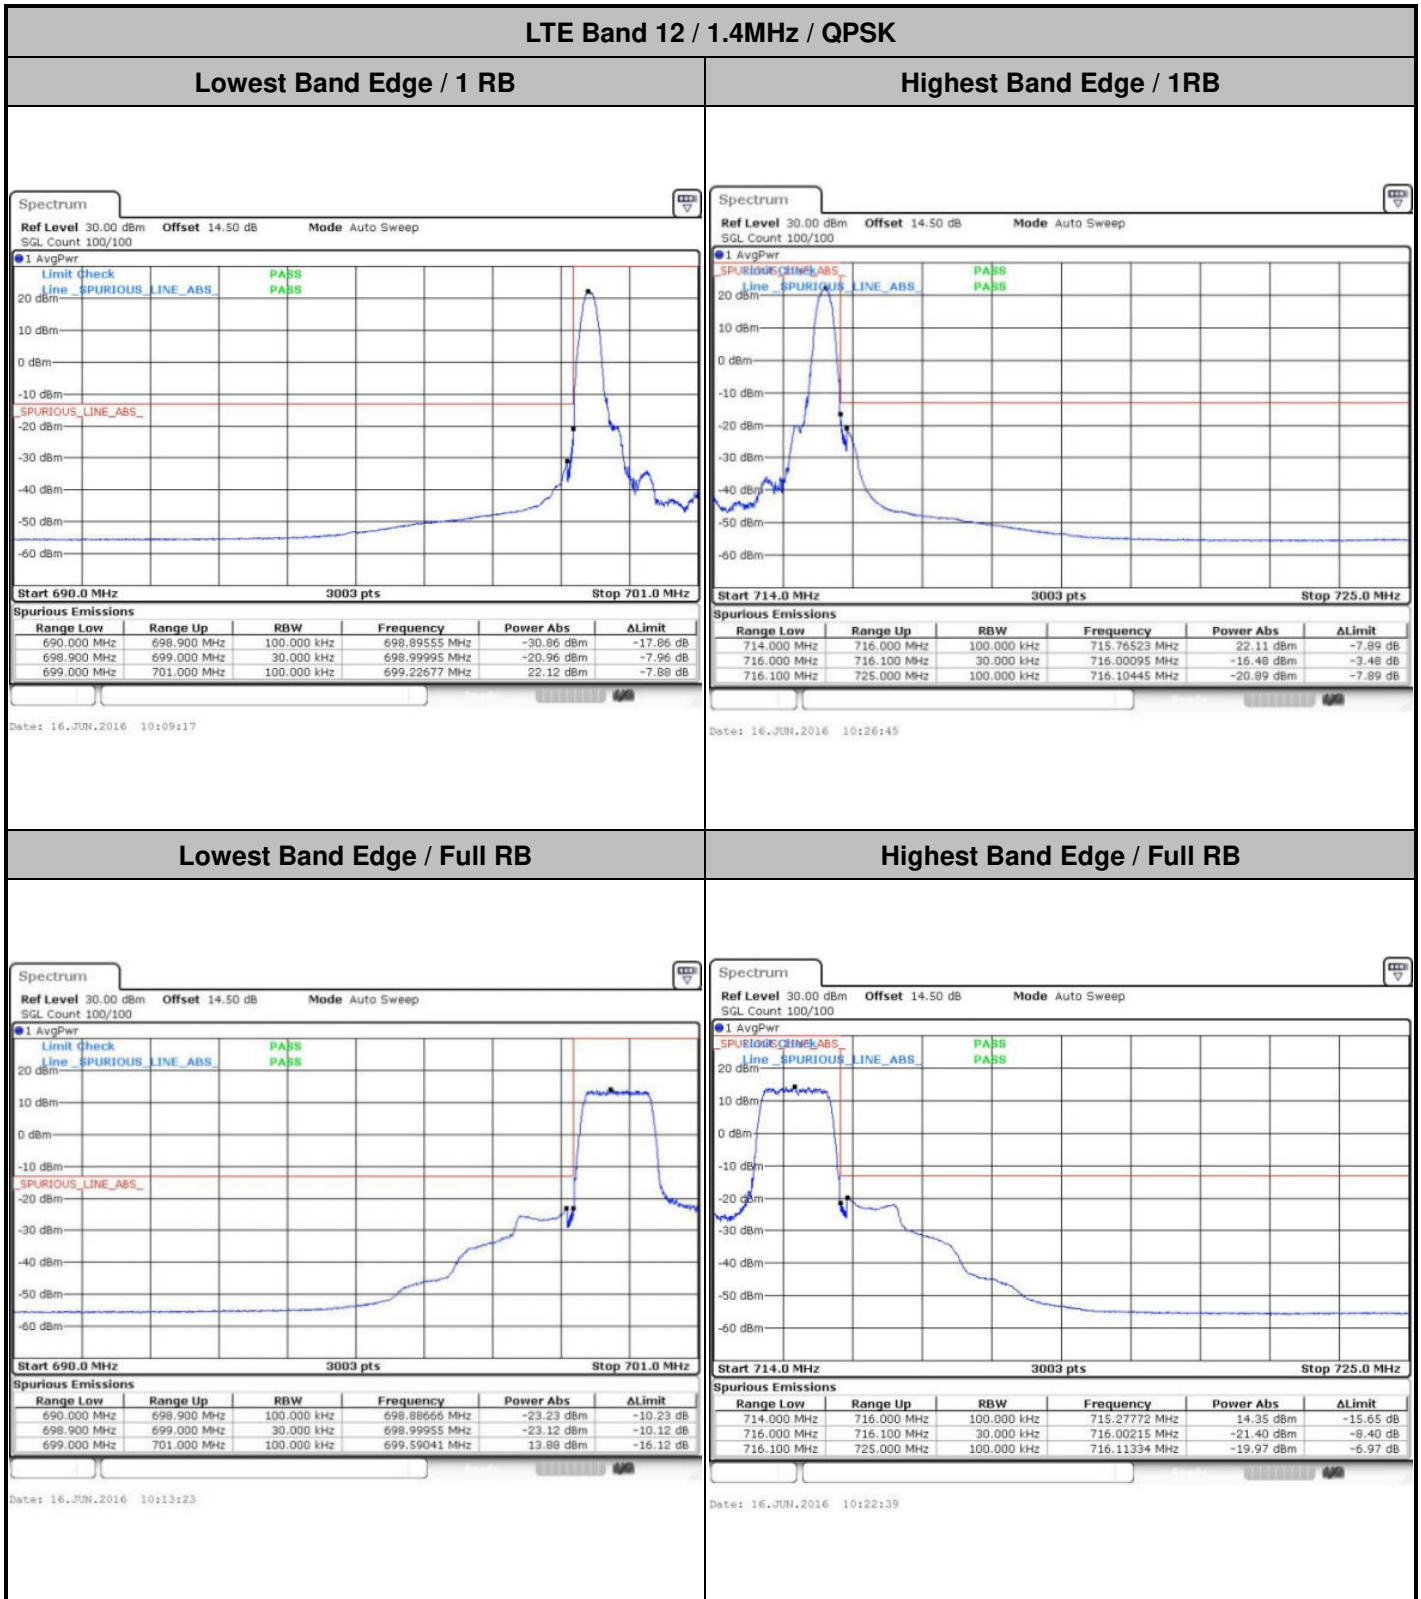 LTE Band 12 / 1.4MHz / QPSK
Lowest Band Edge / 1 RB
Highest Band Edge / 1RB
Spectrum
Ref Level 30.00 dBm Offset 14.50 dB Mode Auto Sweep
SGL Count 100/100
1 AvgPwr
Limit Check PASS
Line _SPURIOUS_LINE_ABS_ PASS
20 dBm
10 dBm
0 dBm
-10 dBm
_SPURIOUS_LINE_ABS_
-20 dBm
-30 dBm
-40 dBm
-50 dBm
-60 dBm
Start 690.0 MHz 3003 pts Stop 701.0 MHz
Spurious Emissions
Range Low Range Up RBW Frequency Power Abs ΔLimit
690.000 MHz 698.900 MHz 100.000 kHz 698.89555 MHz -30.86 dBm -17.86 dB
698.900 MHz 699.000 MHz 30.000 kHz 698.99995 MHz -20.96 dBm -7.96 dB
699.000 MHz 701.000 MHz 100.000 kHz 699.22677 MHz 22.12 dBm -7.88 dB
Date: 16.JUN.2016 10:09:17
Spectrum
Ref Level 30.00 dBm Offset 14.50 dB Mode Auto Sweep
SGL Count 100/100
1 AvgPwr
_SPURIOUS_LINE_ABS_
Limit Check PASS
Line _SPURIOUS_LINE_ABS_ PASS
20 dBm
10 dBm
0 dBm
-10 dBm
-20 dBm
-30 dBm
-40 dBm
-50 dBm
-60 dBm
Start 714.0 MHz 3003 pts Stop 725.0 MHz
Spurious Emissions
Range Low Range Up RBW Frequency Power Abs ΔLimit
714.000 MHz 716.000 MHz 100.000 kHz 715.76523 MHz 22.11 dBm -7.89 dB
716.000 MHz 716.100 MHz 30.000 kHz 716.00095 MHz -16.48 dBm -3.48 dB
716.100 MHz 725.000 MHz 100.000 kHz 716.10445 MHz -20.89 dBm -7.89 dB
Date: 16.JUN.2016 10:26:45
Lowest Band Edge / Full RB
Highest Band Edge / Full RB
Spectrum
Ref Level 30.00 dBm Offset 14.50 dB Mode Auto Sweep
SGL Count 100/100
1 AvgPwr
Limit Check PASS
Line _SPURIOUS_LINE_ABS_ PASS
20 dBm
10 dBm
0 dBm
-10 dBm
_SPURIOUS_LINE_ABS_
-20 dBm
-30 dBm
-40 dBm
-50 dBm
-60 dBm
Start 690.0 MHz 3003 pts Stop 701.0 MHz
Spurious Emissions
Range Low Range Up RBW Frequency Power Abs ΔLimit
690.000 MHz 698.900 MHz 100.000 kHz 698.88666 MHz -23.23 dBm -10.23 dB
698.900 MHz 699.000 MHz 30.000 kHz 698.99955 MHz -23.12 dBm -10.12 dB
699.000 MHz 701.000 MHz 100.000 kHz 699.59041 MHz 13.88 dBm -16.12 dB
Date: 16.JUN.2016 10:13:23
Spectrum
Ref Level 30.00 dBm Offset 14.50 dB Mode Auto Sweep
SGL Count 100/100
1 AvgPwr
_SPURIOUS_LINE_ABS_
Limit Check PASS
Line _SPURIOUS_LINE_ABS_ PASS
20 dBm
10 dBm
0 dBm
-10 dBm
-20 dBm
-30 dBm
-40 dBm
-50 dBm
-60 dBm
Start 714.0 MHz 3003 pts Stop 725.0 MHz
Spurious Emissions
Range Low Range Up RBW Frequency Power Abs ΔLimit
714.000 MHz 716.000 MHz 100.000 kHz 715.27772 MHz 14.35 dBm -15.65 dB
716.000 MHz 716.100 MHz 30.000 kHz 716.00215 MHz -21.40 dBm -8.40 dB
716.100 MHz 725.000 MHz 100.000 kHz 716.11334 MHz -19.97 dBm -6.97 dB
Date: 16.JUN.2016 10:22:39